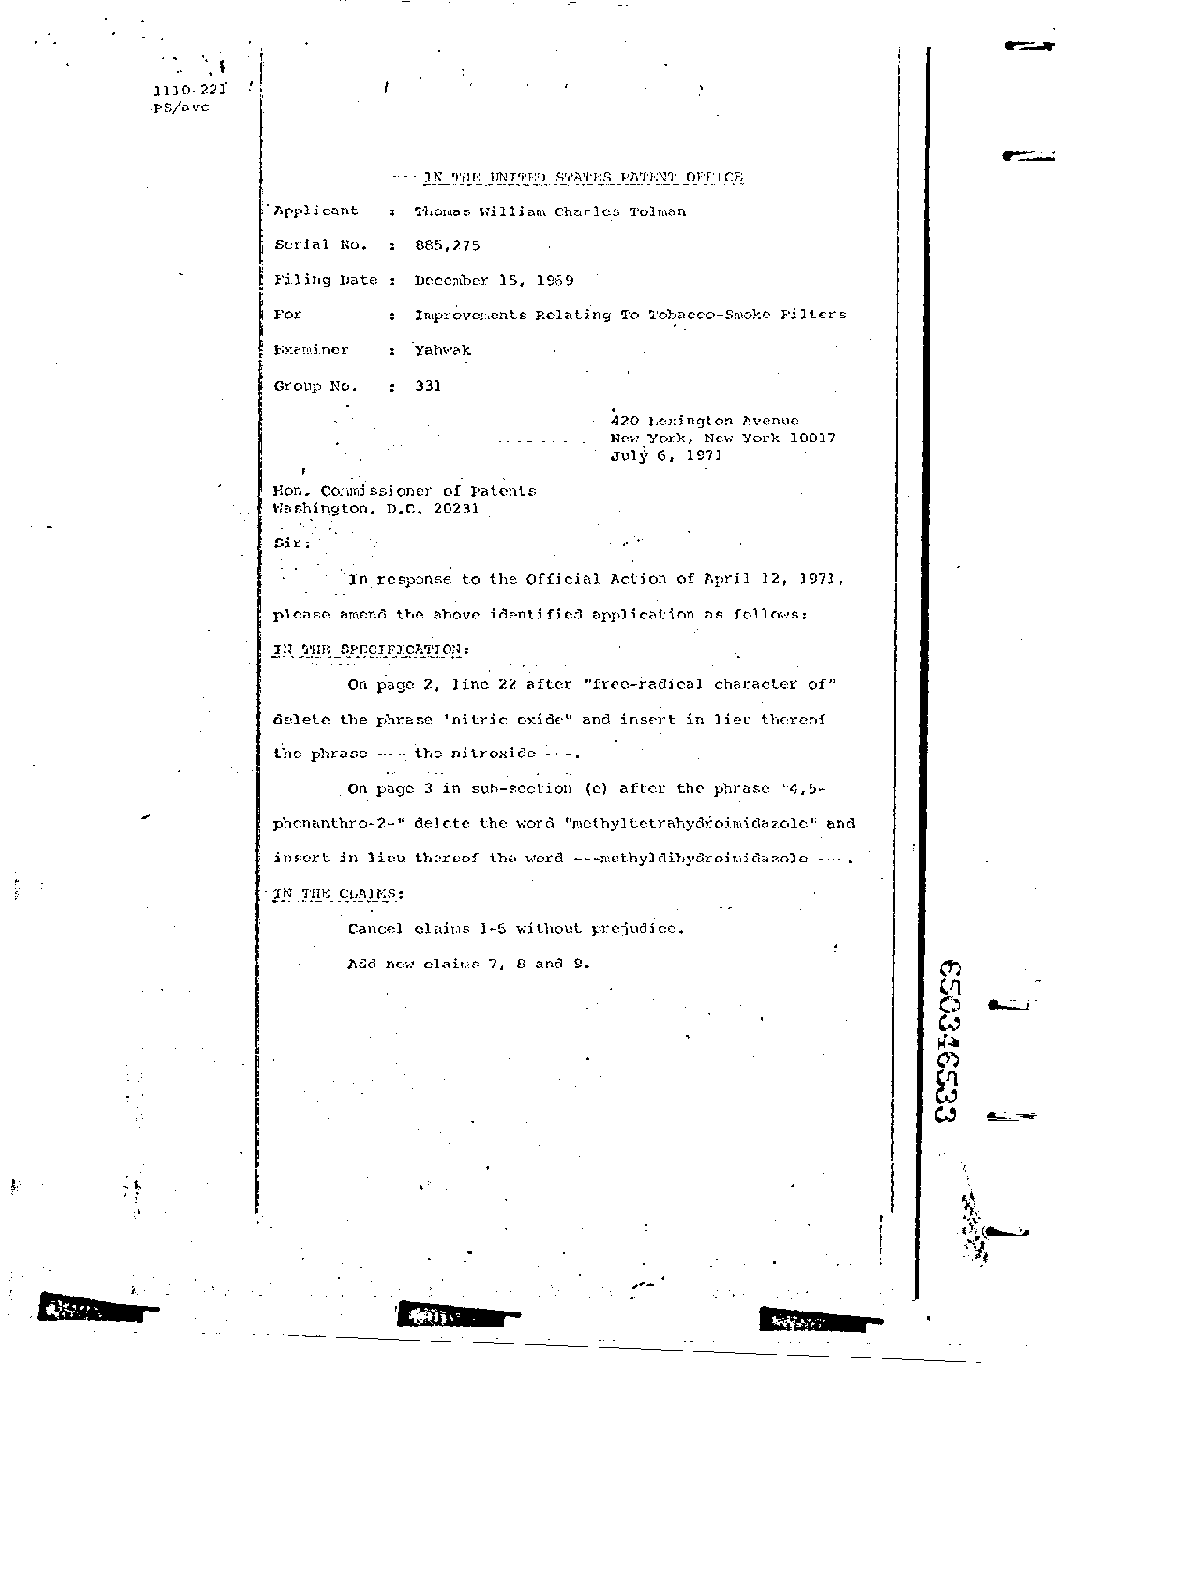 1110-221
PS/avc
IN THE UNITED STATES PATENT OFFICE
Applicant : Thomas William Charles Tolman
Serial No. : 885,275
Filing Date : December 15, 1969
For : Improvements Relating To Tobacco-Smoke Filters
Examiner : Yahwak
Group No. : 331
420 Lexington Avenue
New York, New York 10017
July 6, 1971
Hon. Commissioner of Patents
Washington, D.C. 20231
Sir:
In response to the Official Action of April 12, 1971,
please amend the above identified application as follows:
IN THE SPECIFICATION:
On page 2, line 22 after "free-radical character of"
delete the phrase "nitric oxide" and insert in lieu thereof
the phrase --- the nitroxide ---.
On page 3 in sub-section (c) after the phrase "4,5-
phenanthro-2-" delete the word "methyltetrahydroimidazole" and
insert in lieu thereof the word ---methyldihydroimidazole ---.
IN THE CLAIMS:
Cancel claims 1-6 without prejudice.
Add new claims 7, 8 and 9.
650346533